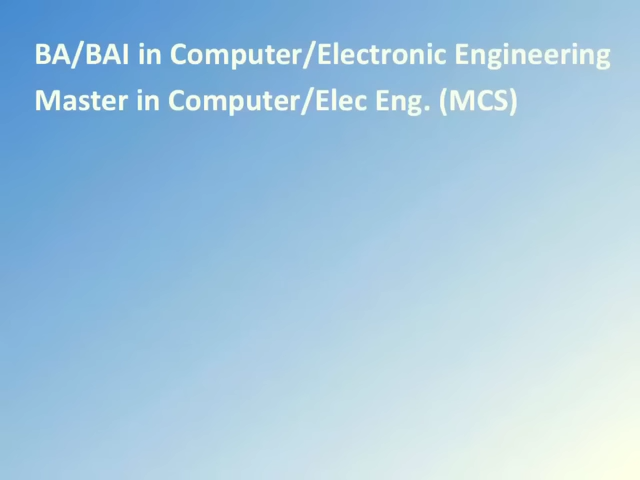 BA/BAI in Computer/Electronic Engineering
Master in Computer/Elec Eng. (MCS)